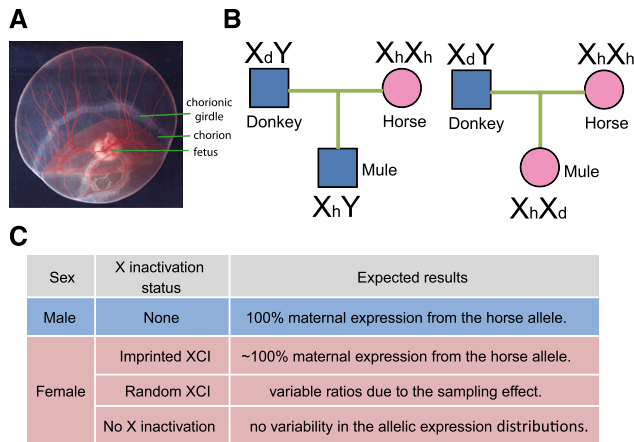 A
B
chorionic
girdle
chorion
fetus
XdY XhXh XdY XhXh
Donkey Horse Donkey Horse
Mule Mule
XhY XhXd
C
Sex X inactivation status Expected results
Male None 100% maternal expression from the horse allele.
Female Imprinted XCI ~100% maternal expression from the horse allele.
Random XCI variable ratios due to the sampling effect.
No X inactivation no variability in the allelic expression distributions.